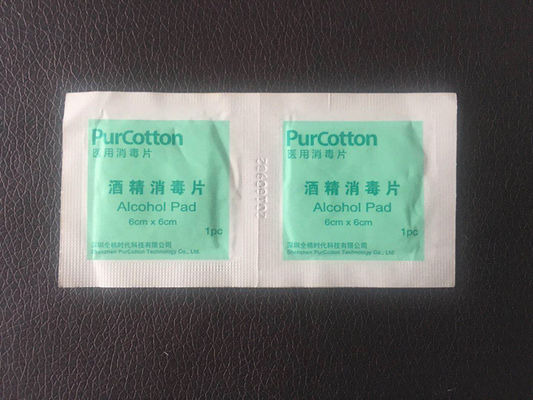 PurCotton
医用消毒片
酒精消毒片
Alcohol Pad
6cm x 6cm
1pc
深圳全棉时代科技有限公司
Shenzhen PurCotton Technology Co., Ltd.
PurCotton
医用消毒片
酒精消毒片
Alcohol Pad
6cm x 6cm
1pc
深圳全棉时代科技有限公司
Shenzhen PurCotton Technology Co., Ltd.